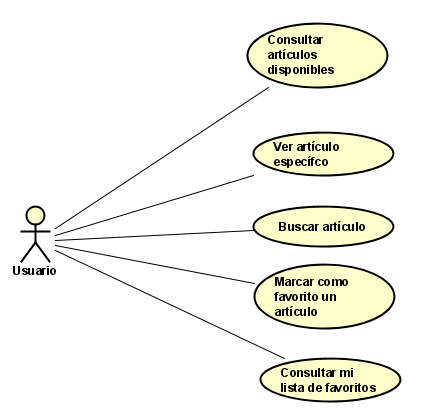 Consultar
artículos
disponibles
Ver artículo
específco
Buscar artículo
Usuario
Marcar como
favorito un
artículo
Consultar mi
lista de favoritos